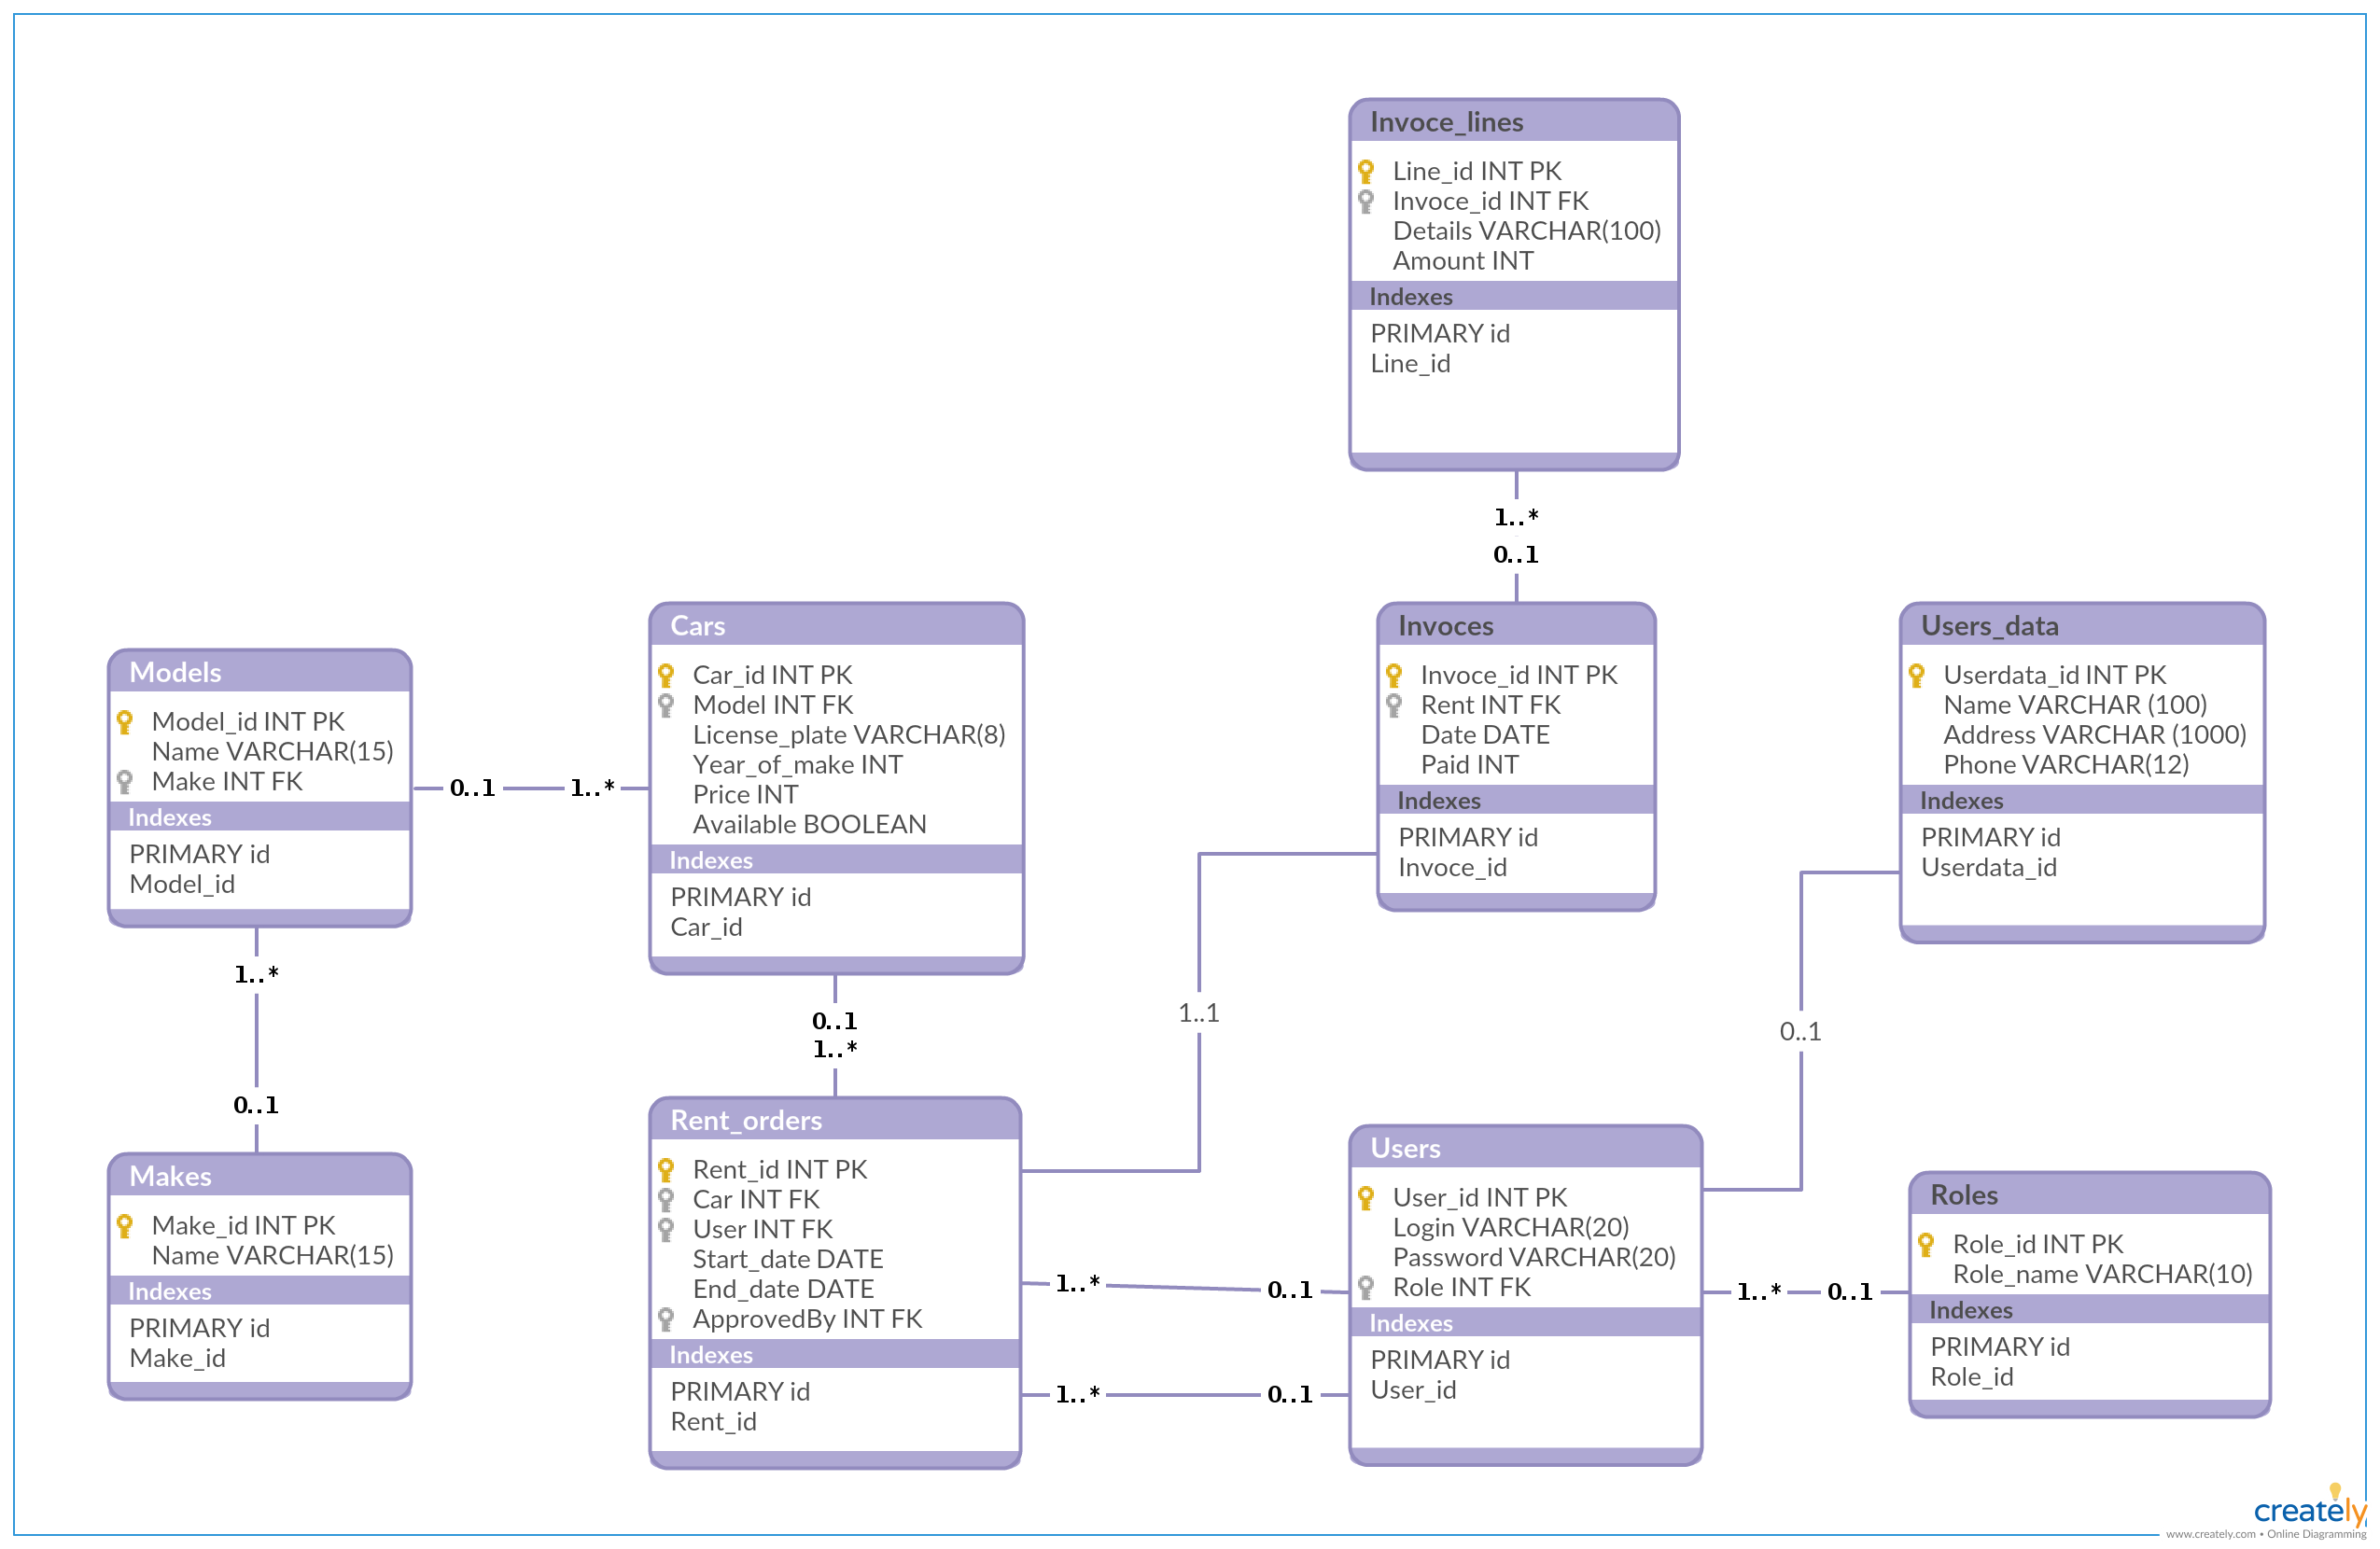 Invoce_lines
Line_id INT PK
Invoce_id INT FK
Details VARCHAR(100)
Amount INT
Indexes
PRIMARY id
Line_id
1..*
0..1
Models
Model_id INT PK
Name VARCHAR(15)
Make INT FK
Indexes
PRIMARY id
Model_id
0..1
1..*
Cars
Car_id INT PK
Model INT FK
License_plate VARCHAR(8)
Year_of_make INT
Price INT
Available BOOLEAN
Indexes
PRIMARY id
Car_id
Invoces
Invoce_id INT PK
Rent INT FK
Date DATE
Paid INT
Indexes
PRIMARY id
Invoce_id
Users_data
Userdata_id INT PK
Name VARCHAR (100)
Address VARCHAR (1000)
Phone VARCHAR(12)
Indexes
PRIMARY id
Userdata_id
1..*
0..1
0..1
1..*
1..1
0..1
Makes
Make_id INT PK
Name VARCHAR(15)
Indexes
PRIMARY id
Make_id
Rent_orders
Rent_id INT PK
Car INT FK
User INT FK
Start_date DATE
End_date DATE
ApprovedBy INT FK
Indexes
PRIMARY id
Rent_id
1..*
0..1
1..*
0..1
Users
User_id INT PK
Login VARCHAR(20)
Password VARCHAR(20)
Role INT FK
Indexes
PRIMARY id
User_id
1..*
0..1
Roles
Role_id INT PK
Role_name VARCHAR(10)
Indexes
PRIMARY id
Role_id
creately
www.creately.com • Online Diagramming